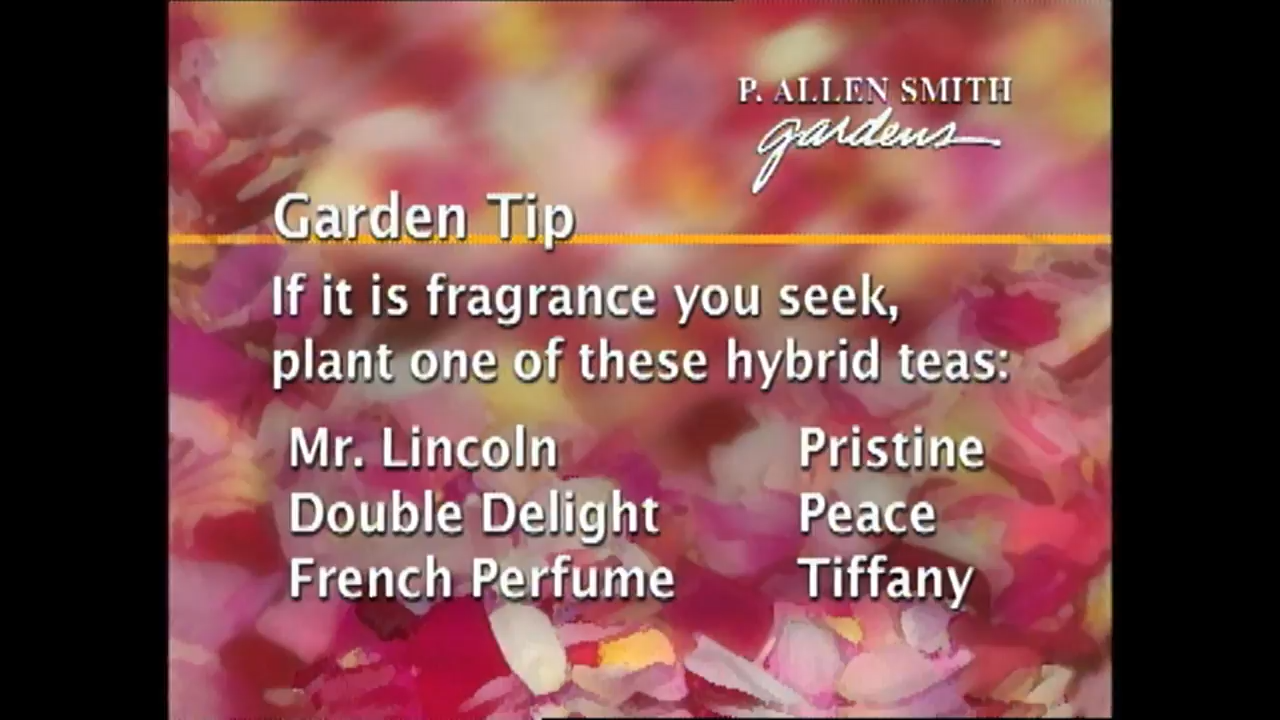 P. ALLEN SMITH
gardens
Garden Tip
If it is fragrance you seek,
plant one of these hybrid teas:
Mr. Lincoln
Double Delight
French Perfume
Pristine
Peace
Tiffany